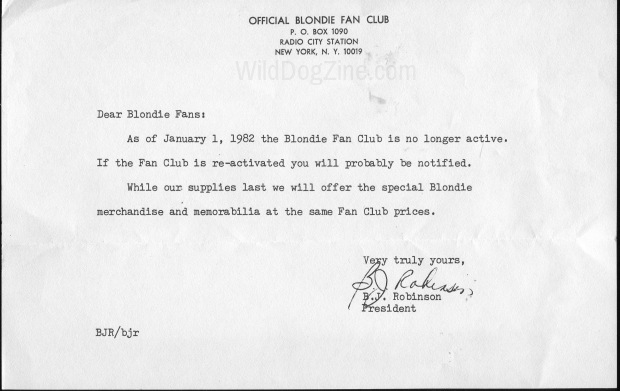 OFFICIAL BLONDIE FAN CLUB
P. O. BOX 1090
RADIO CITY STATION
NEW YORK, N. Y. 10019
WildDogZine.com
Dear Blondie Fans:
As of January 1, 1982 the Blondie Fan Club is no longer active.
If the Fan Club is re-activated you will probably be notified.
While our supplies last we will offer the special Blondie
merchandise and memorabilia at the same Fan Club prices.
Very truly yours,
BJ Robinson
B.J. Robinson
President
BJR/bjr